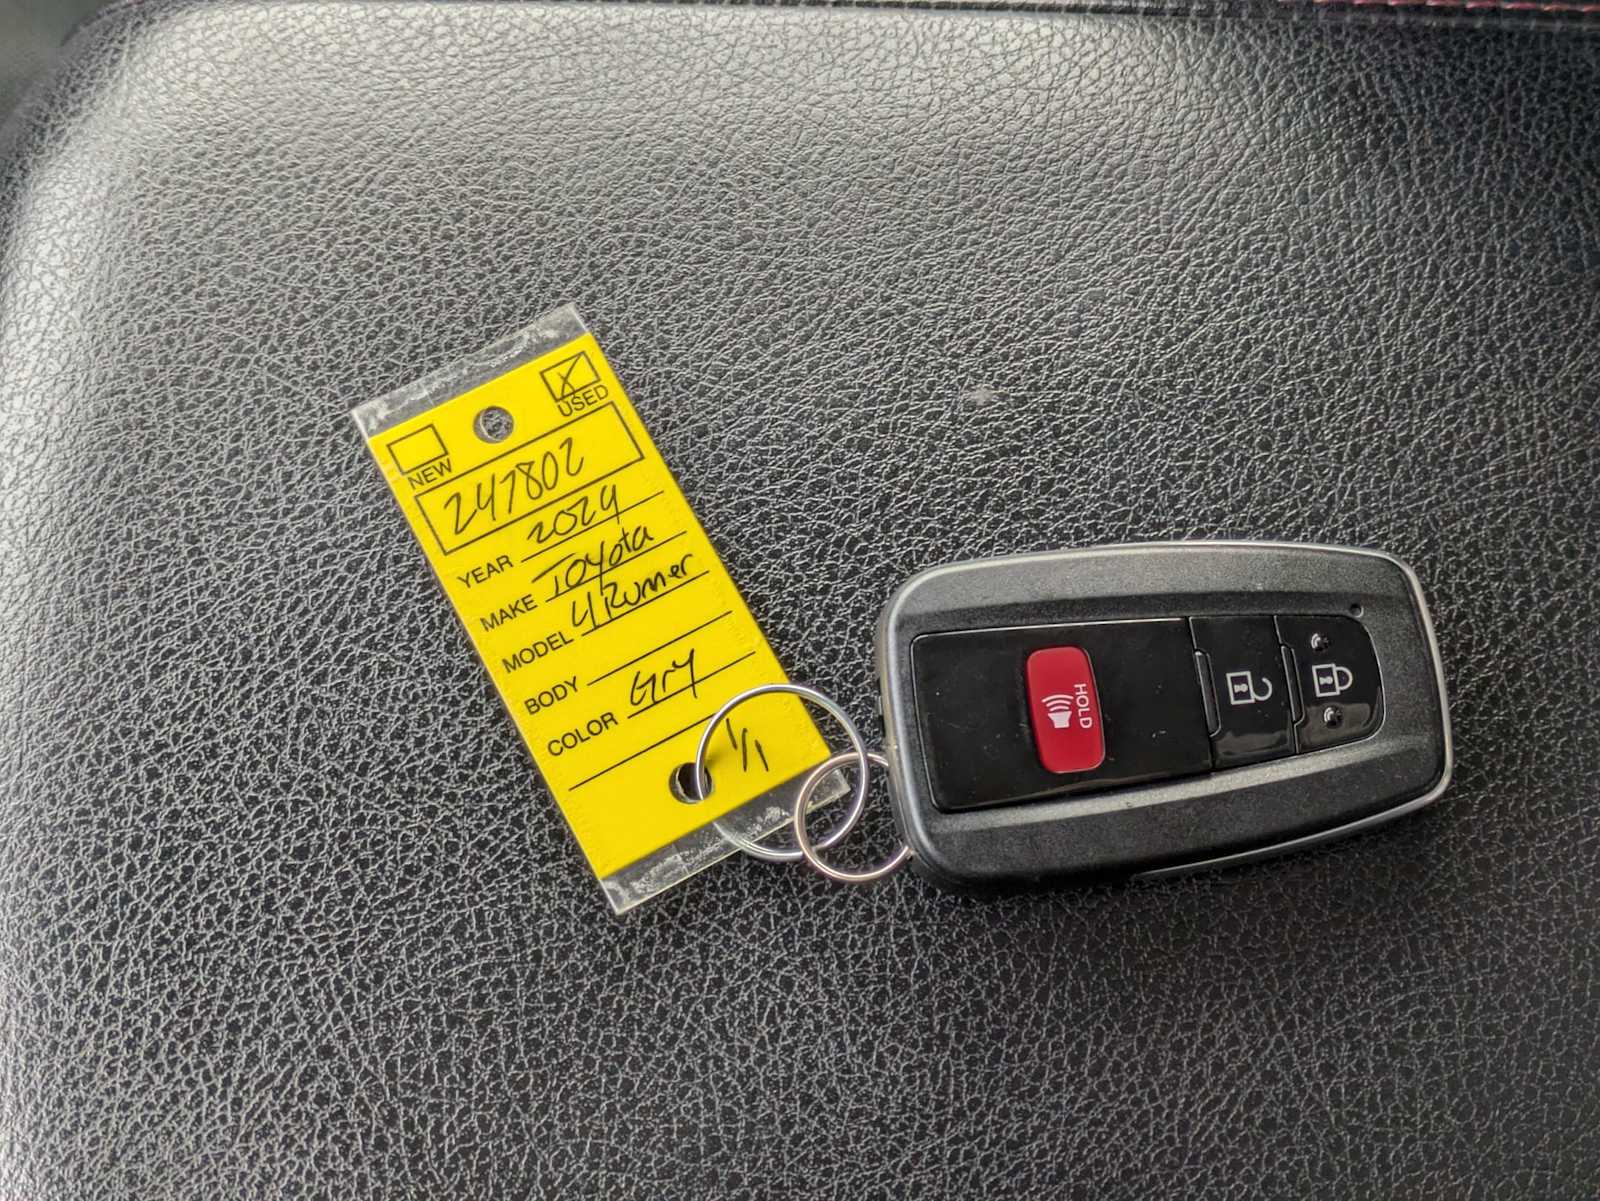 NEW
X USED
247802
YEAR 2024
MAKE Toyota
MODEL 4Runner
BODY
COLOR Gry
1/1
HOLD